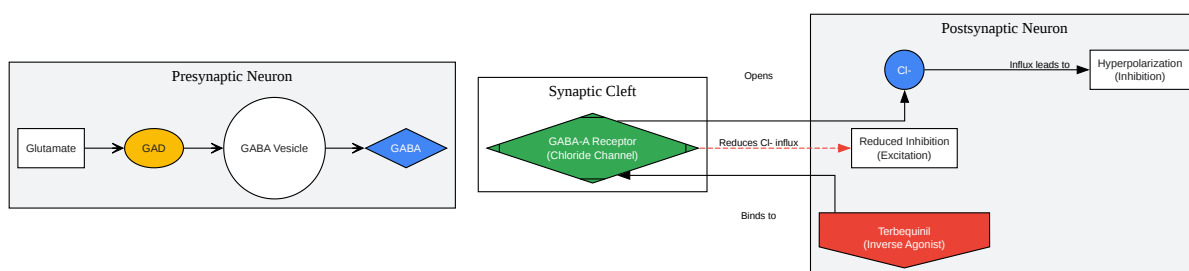 Presynaptic Neuron
Glutamate
GAD
GABA Vesicle
GABA
Synaptic Cleft
GABA-A Receptor
(Chloride Channel)
Opens
Reduces Cl- influx
Binds to
Postsynaptic Neuron
Cl-
Influx leads to
Hyperpolarization
(Inhibition)
Reduced Inhibition
(Excitation)
Terbequinil
(Inverse Agonist)